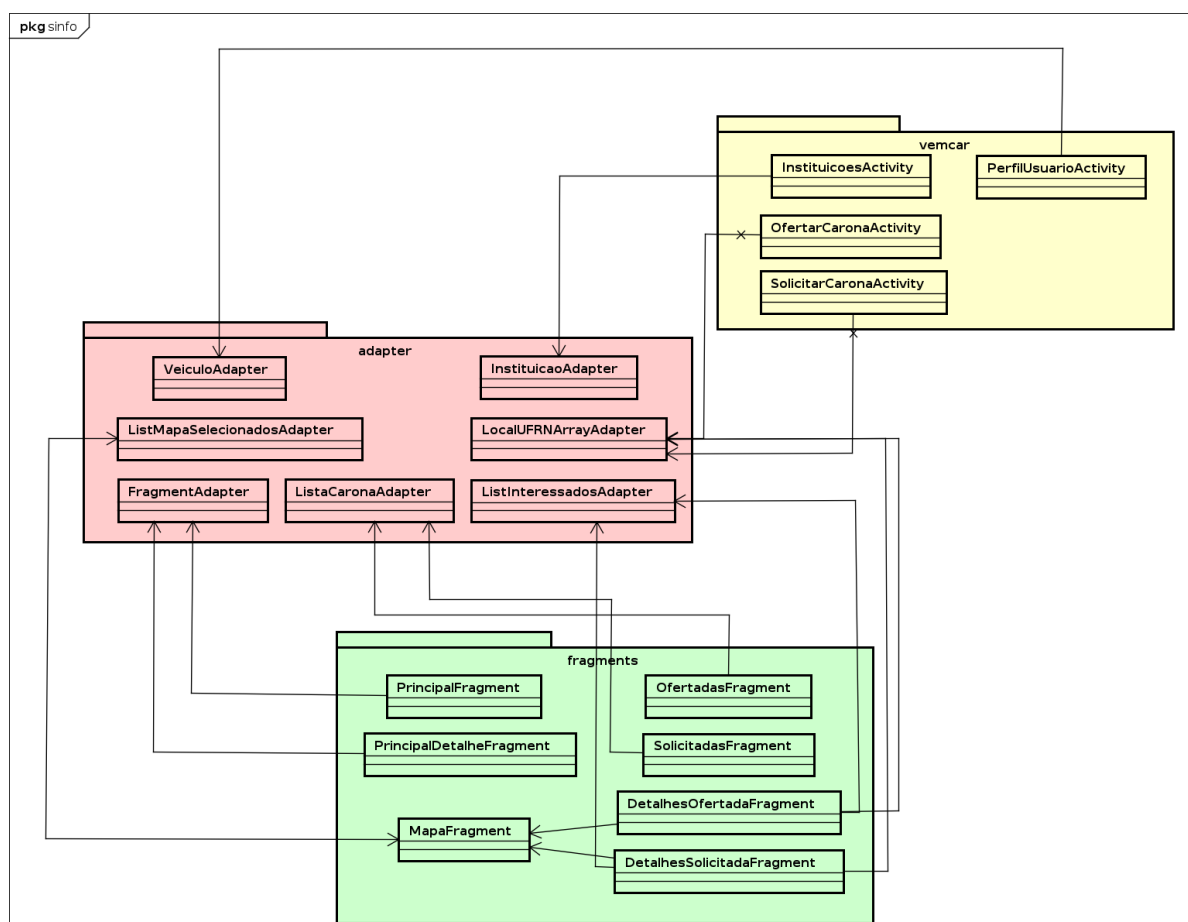 pkg sinfo
vemcar
InstituicoesActivity
PerfilUsuarioActivity
OfertarCaronaActivity
SolicitarCaronaActivity
adapter
VeiculoAdapter
InstituicaoAdapter
ListMapaSelecionadosAdapter
LocalUFRNArrayAdapter
FragmentAdapter
ListaCaronaAdapter
ListInteressadosAdapter
fragments
PrincipalFragment
OfertadasFragment
PrincipalDetalheFragment
SolicitadasFragment
DetalhesOfertadaFragment
MapaFragment
DetalhesSolicitadaFragment